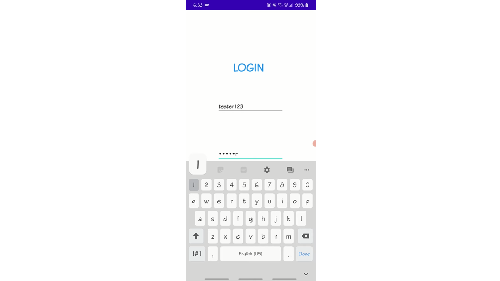 LOGIN
tester123
1
2 3 4 5 6 7 8 9 0
w e r t y u i o p
a s d f g h j k l
z x c v b n m
!#1 , English (US) . Done